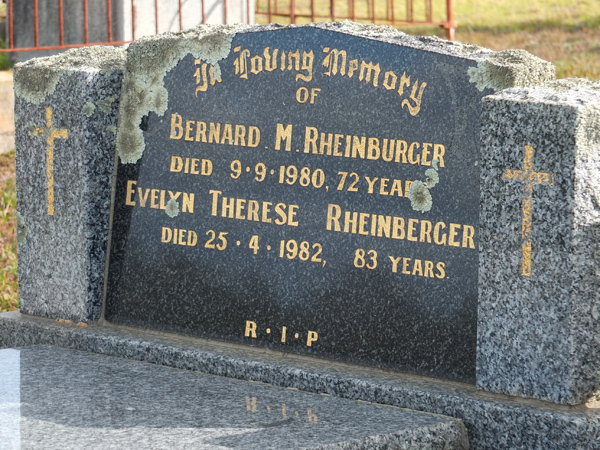 In Loving Memory
OF
BERNARD M. RHEINBURGER
DIED 9·9·1980, 72 YEAR
EVELYN THERESE RHEINBERGER
DIED 25·4·1982, 83 YEARS.
R·I·P